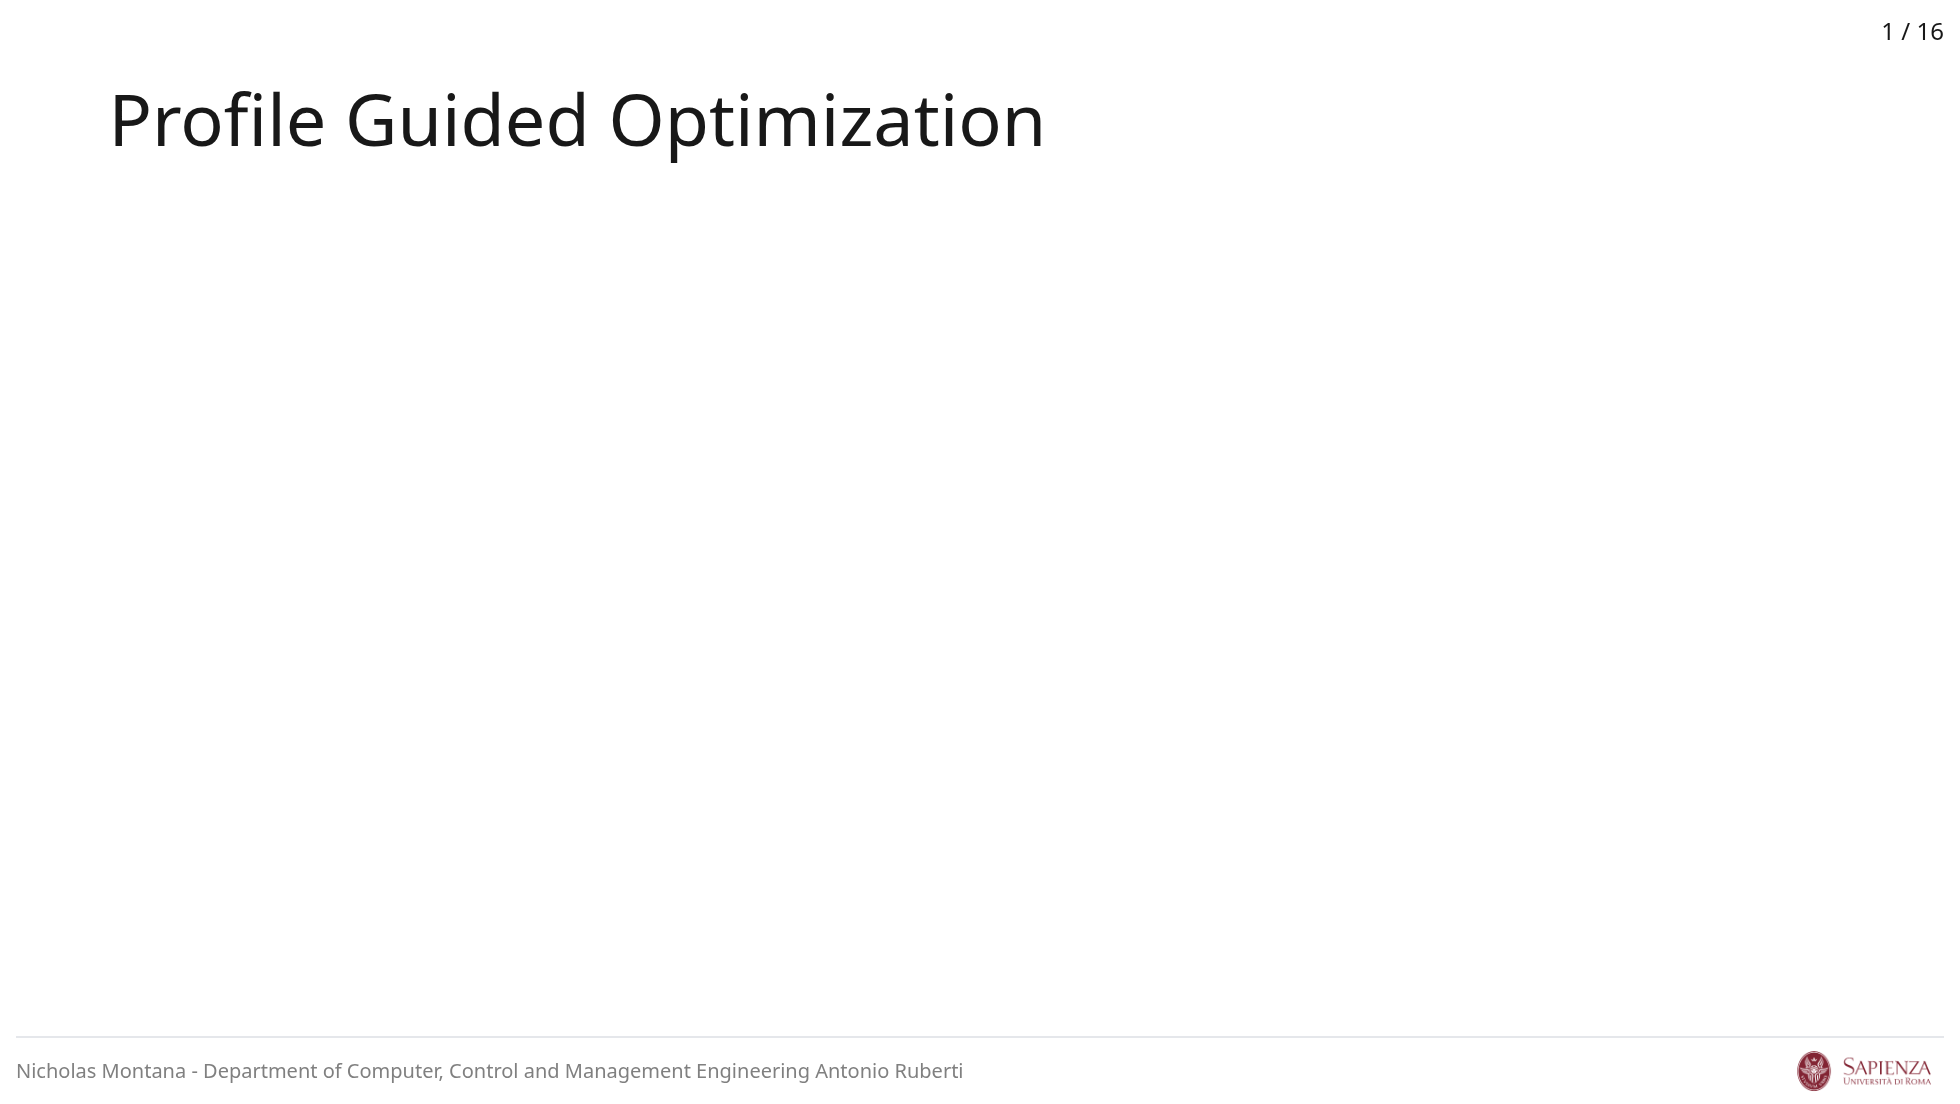 1 / 16
Profile Guided Optimization
Nicholas Montana - Department of Computer, Control and Management Engineering Antonio Ruberti
SAPIENZA
UNIVERSITÀ DI ROMA